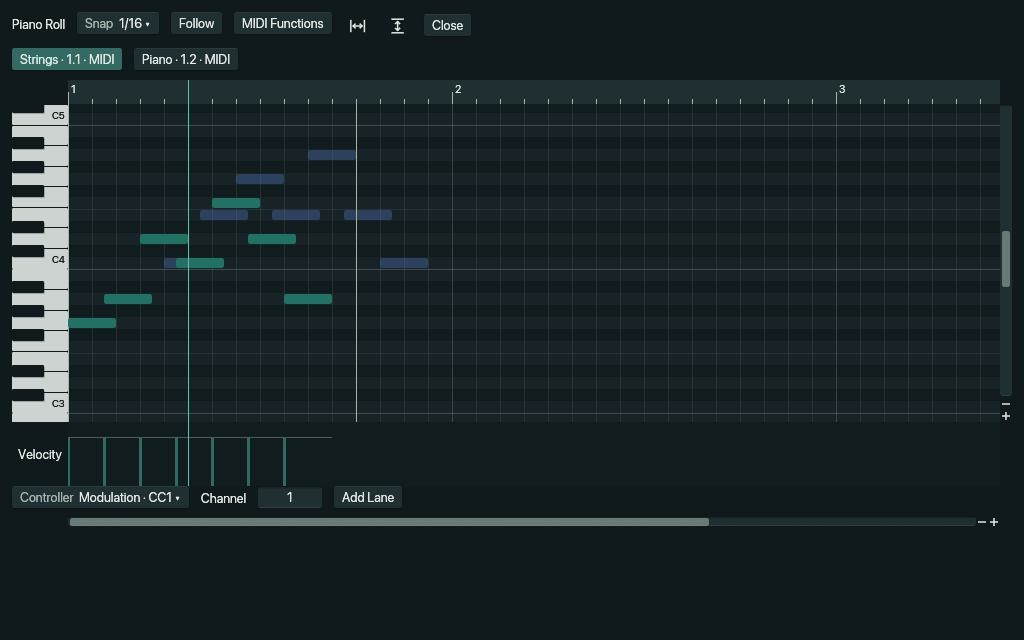 Piano Roll Snap 1/16 Follow MIDI Functions Close
Strings · 1.1 · MIDI Piano · 1.2 · MIDI
1 2 3
C5
C4
C3
Velocity
Controller Modulation · CC1 Channel 1 Add Lane